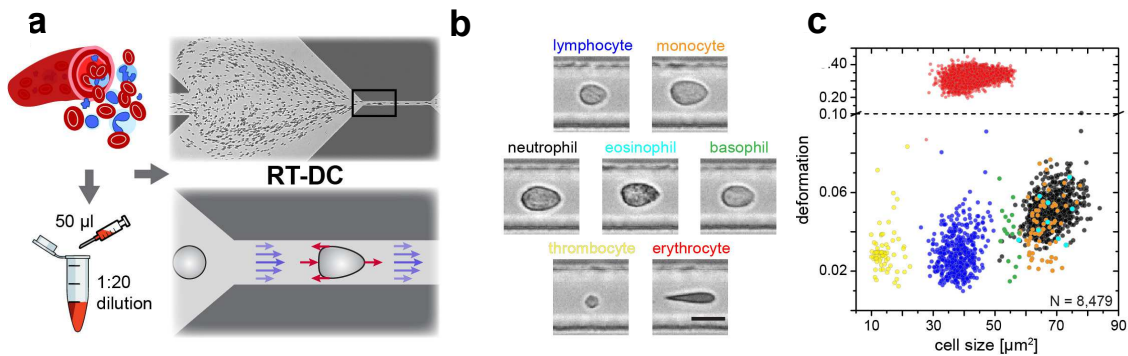 a
50 µl
1:20
dilution
RT-DC
b
lymphocyte
monocyte
neutrophil
eosinophil
basophil
thrombocyte
erythrocyte
c
deformation
.40
0.20
0.10
0.06
0.02
N = 8,479
10
30
50
70
90
cell size [µm²]